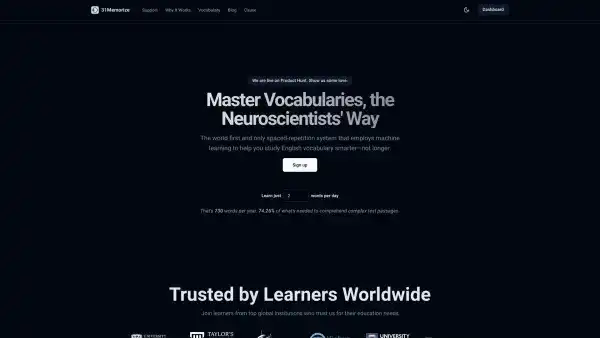 31Memorize
Support Why It Works Vocabulary Blog Dashboard
We are live on Product Hunt. Show us some love.
Master Vocabularies, the
Neuroscientists' Way
The world first and only spaced-repetition system that employs machine
learning to help you study English vocabulary smarter—not longer
Sign up
Learn just 2 words per day
That's 730 words per year, 74.26% of what's needed to comprehend complex text passages.
Trusted by Learners Worldwide
Join learners from top global institutions who trust us for their education needs.
UNIVERSITY TAYLOR'S UNIVERSITY